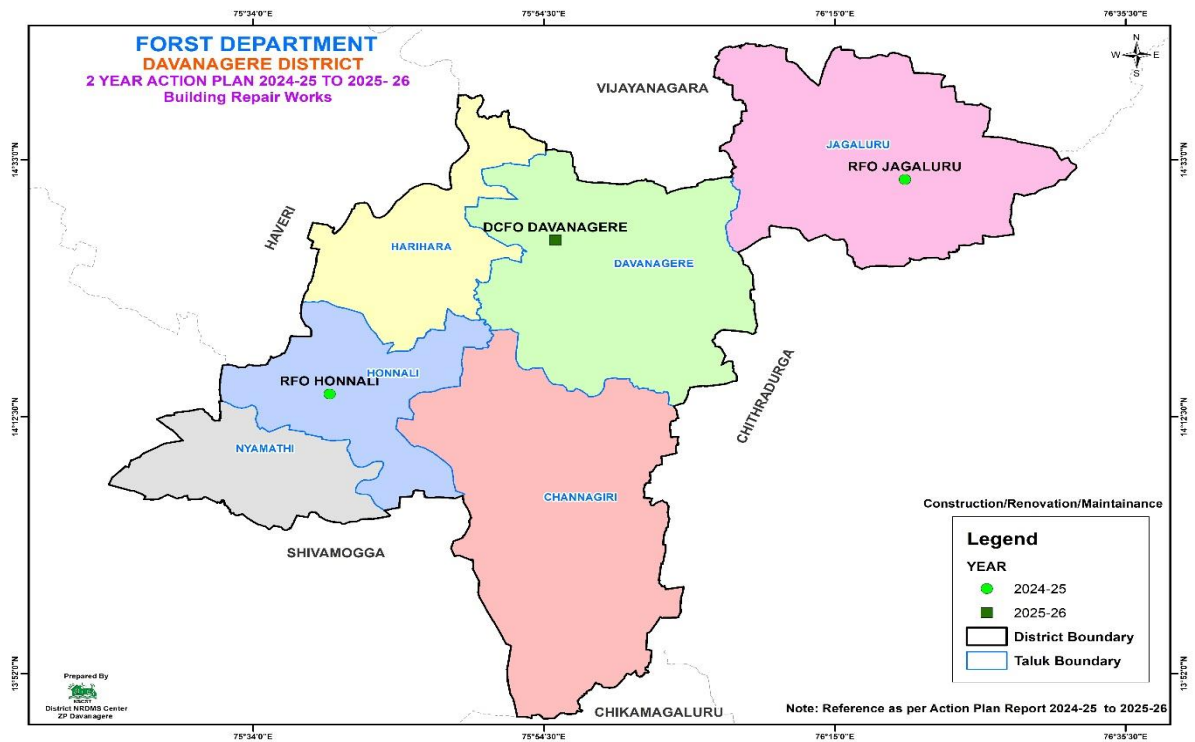 75°34'0"E
75°54'30"E
76°15'0"E
76°35'30"E
FORST DEPARTMENT
DAVANAGERE DISTRICT
2 YEAR ACTION PLAN 2024-25 TO 2025- 26
Building Repair Works
N
W E
S
VIJAYANAGARA
JAGALURU
RFO JAGALURU
14°33'0"N
14°33'0"N
HAVERI
DCFO DAVANAGERE
HARIHARA
DAVANAGERE
CHITHRADURGA
HONNALI
RFO HONNALI
14°12'30"N
14°12'30"N
NYAMATHI
CHANNAGIRI
SHIVAMOGGA
Construction/Renovation/Maintainance
Legend
YEAR
2024-25
2025-26
District Boundary
Taluk Boundary
13°52'0"N
13°52'0"N
Prepared By
KSCST
District NRDMS Center
ZP Davanagere
CHIKAMAGALURU
Note: Reference as per Action Plan Report 2024-25 to 2025-26
75°34'0"E
75°54'30"E
76°15'0"E
76°35'30"E